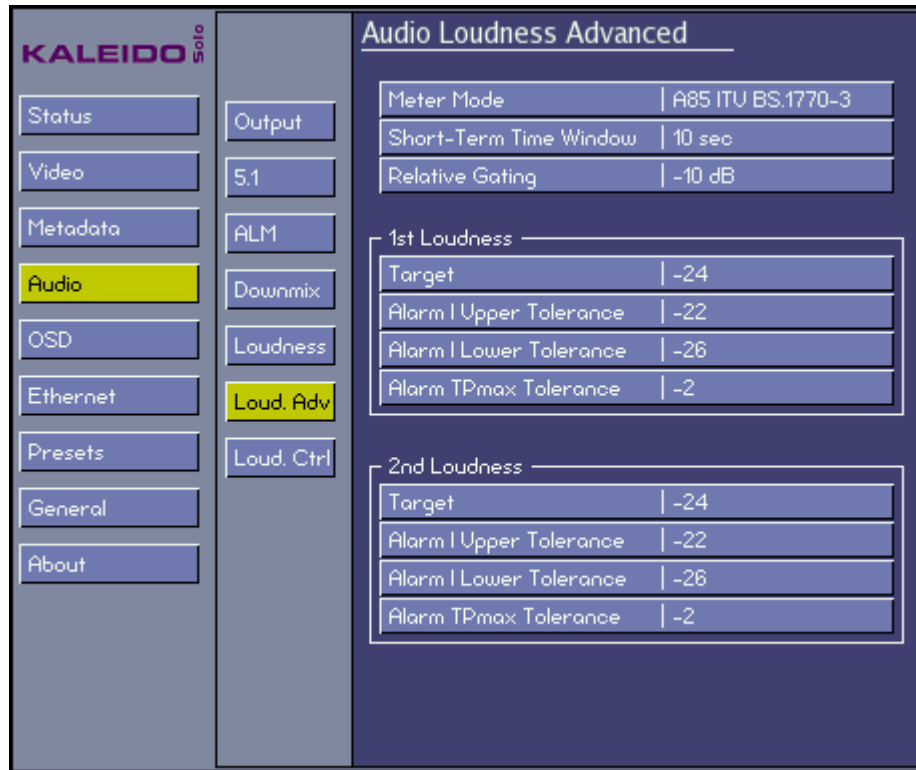 KALEIDO Solo
Status
Video
Metadata
Audio
OSD
Ethernet
Presets
General
About
Output
5.1
ALM
Downmix
Loudness
Loud. Adv
Loud. Ctrl
Audio Loudness Advanced
Meter Mode A85 ITU BS.1770-3
Short-Term Time Window 10 sec
Relative Gating -10 dB
1st Loudness
Target -24
Alarm I Upper Tolerance -22
Alarm I Lower Tolerance -26
Alarm TPmax Tolerance -2
2nd Loudness
Target -24
Alarm I Upper Tolerance -22
Alarm I Lower Tolerance -26
Alarm TPmax Tolerance -2